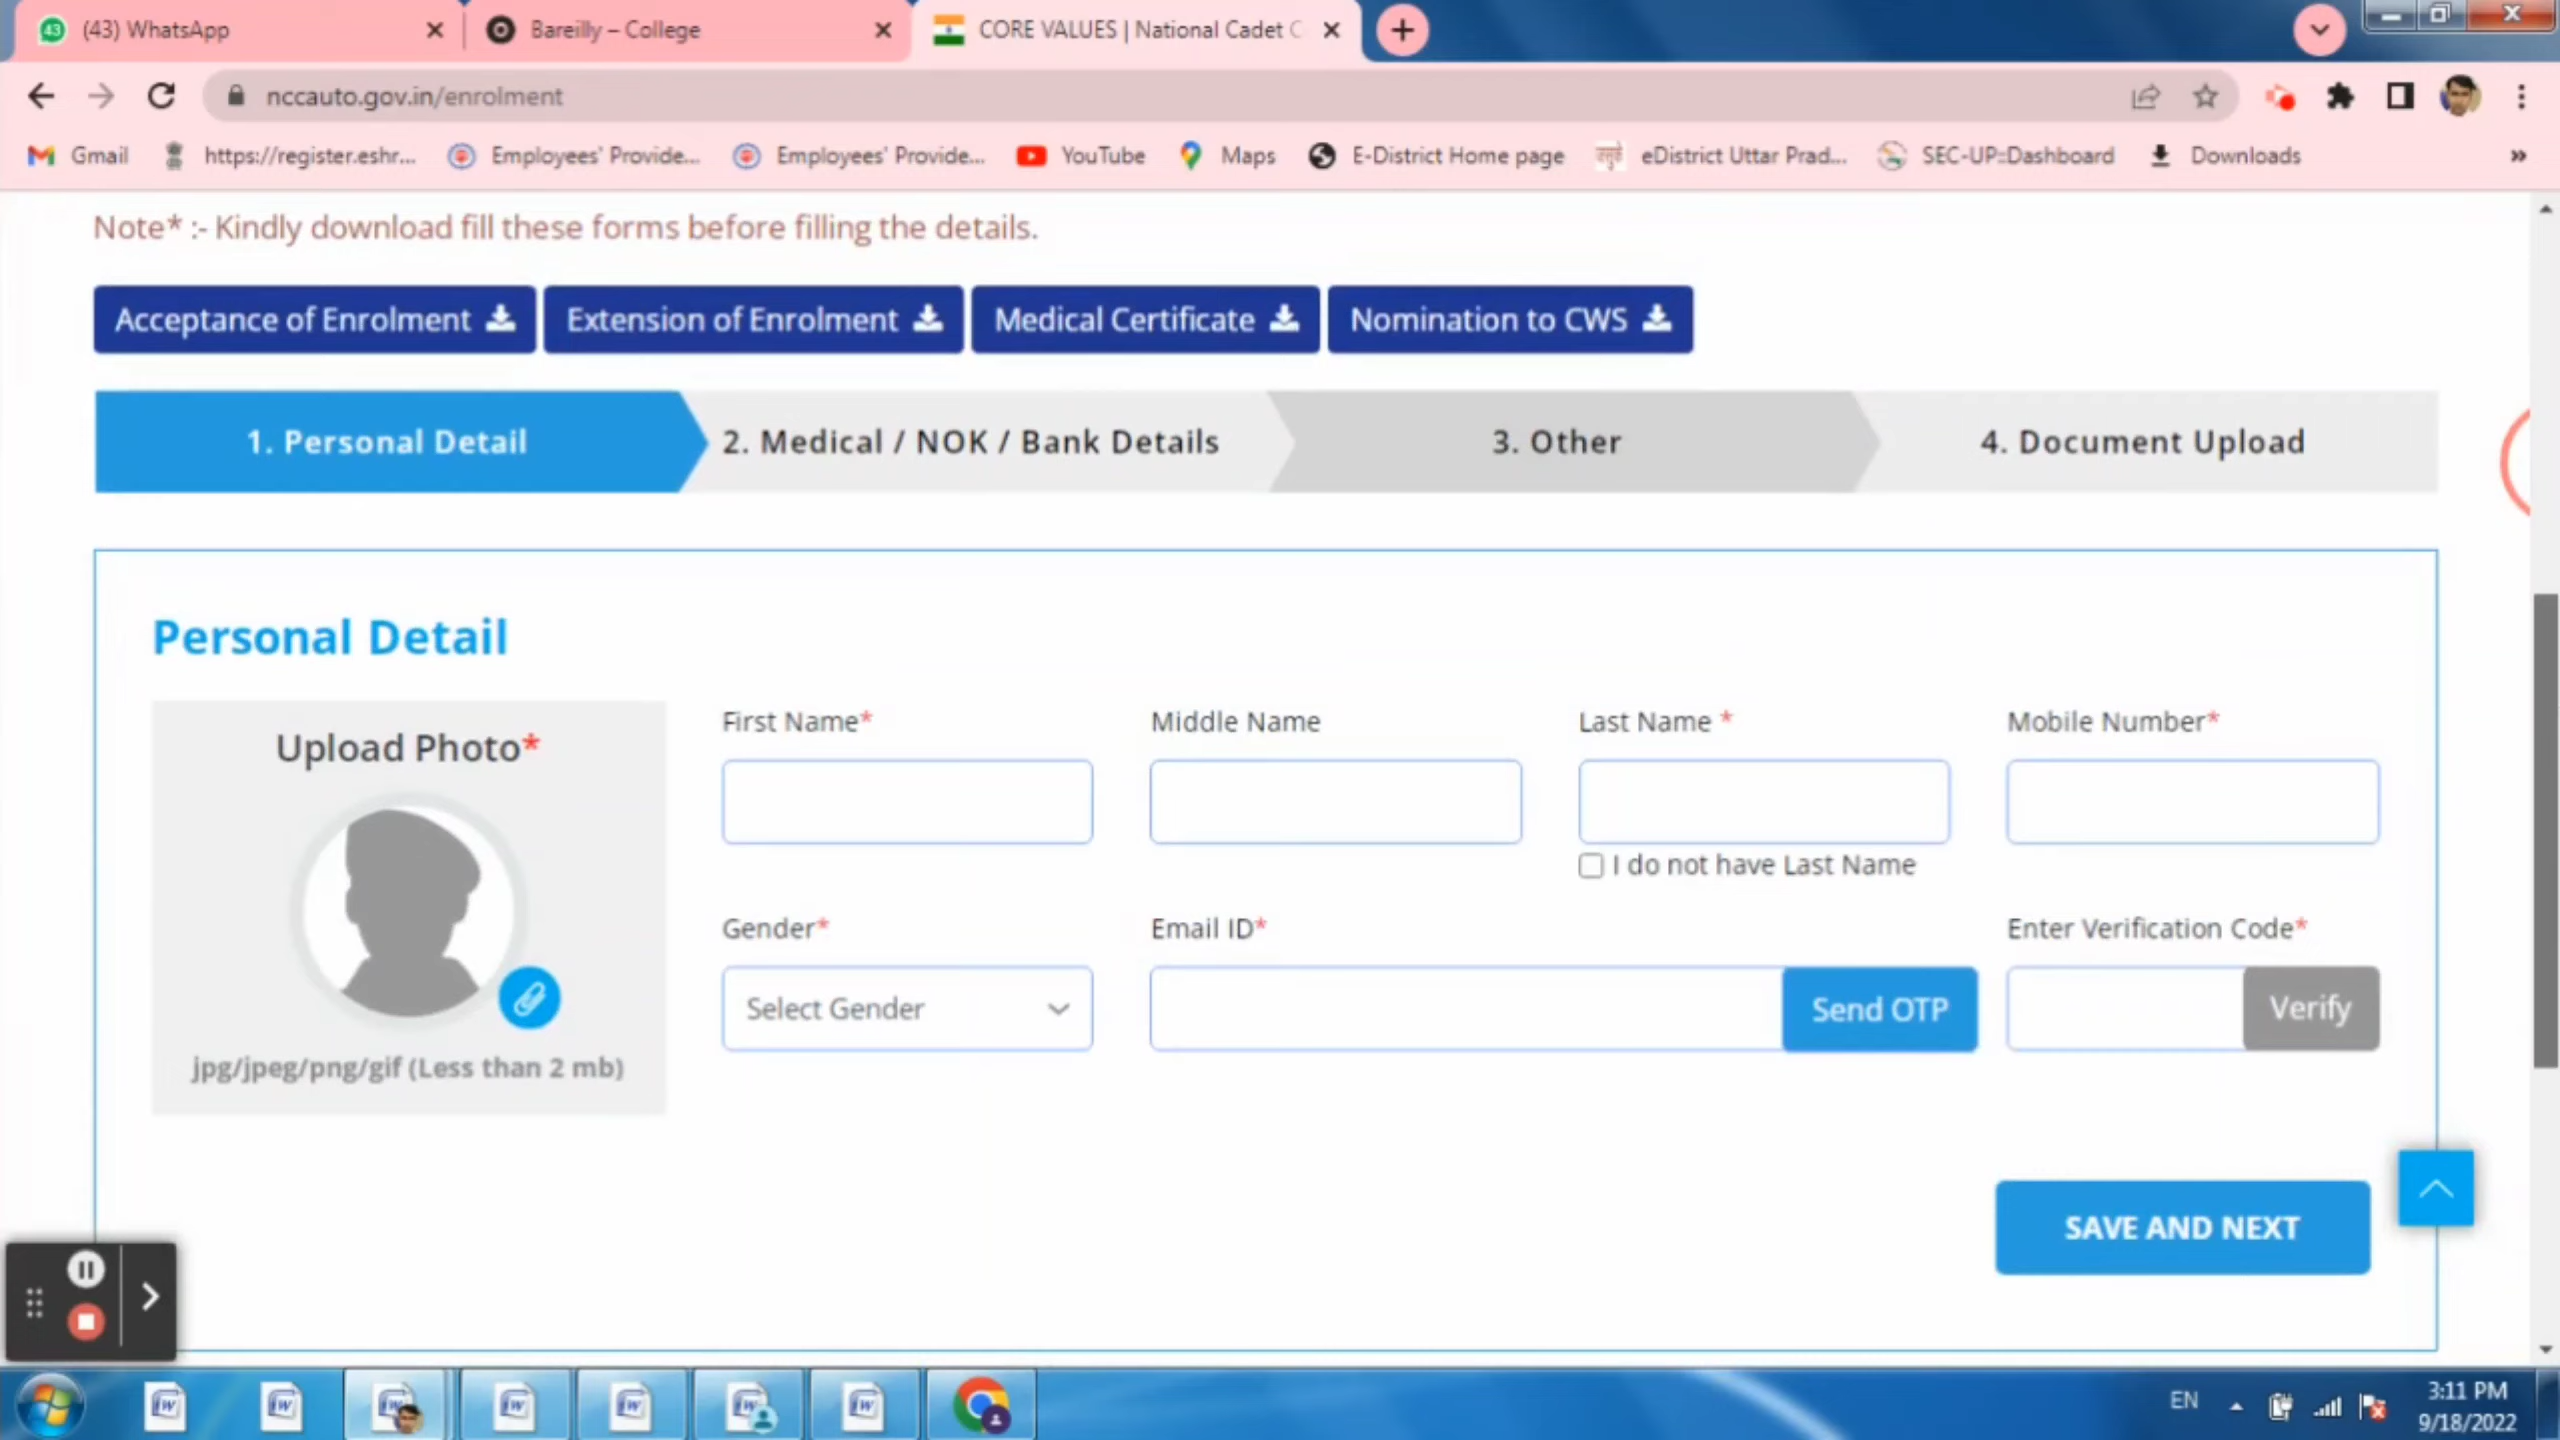 43 (43) WhatsApp
Bareilly – College
CORE VALUES | National Cadet C
nccauto.gov.in/enrolment
Gmail
https://register.eshr...
Employees' Provide...
Employees' Provide...
YouTube
Maps
E-District Home page
eDistrict Uttar Prad...
SEC-UP::Dashboard
Downloads
»
Note* :- Kindly download fill these forms before filling the details.
Acceptance of Enrolment
Extension of Enrolment
Medical Certificate
Nomination to CWS
1. Personal Detail
2. Medical / NOK / Bank Details
3. Other
4. Document Upload
Personal Detail
Upload Photo*
jpg/jpeg/png/gif (Less than 2 mb)
First Name*
Middle Name
Last Name *
Mobile Number*
I do not have Last Name
Gender*
Email ID*
Enter Verification Code*
Select Gender
Send OTP
Verify
SAVE AND NEXT
EN
3:11 PM
9/18/2022